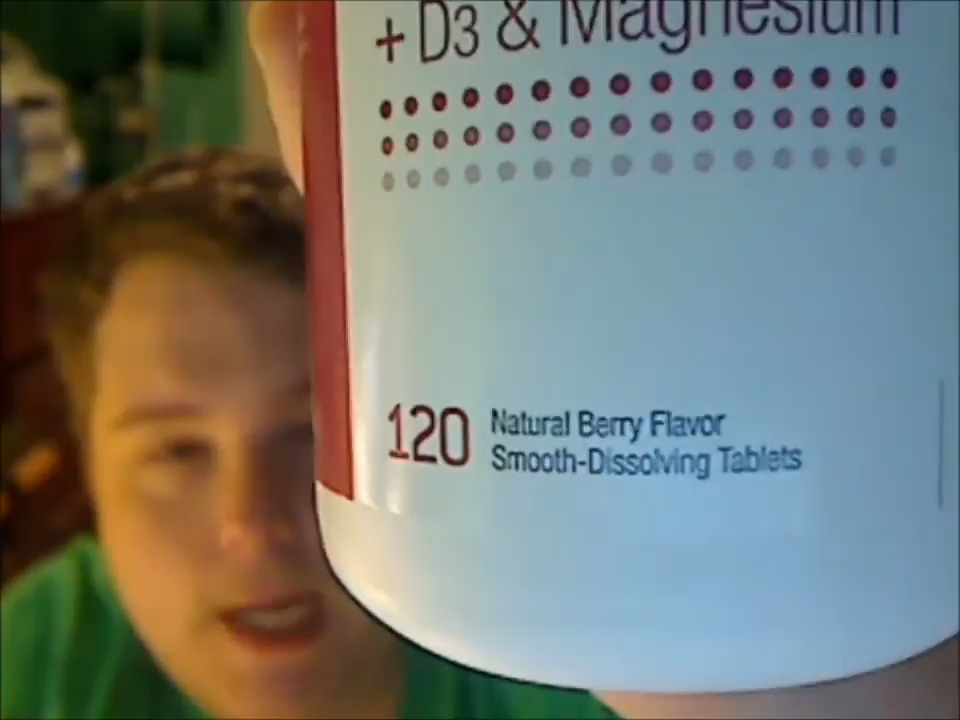 + D3 & Magnesium
120 Natural Berry Flavor
Smooth-Dissolving Tablets